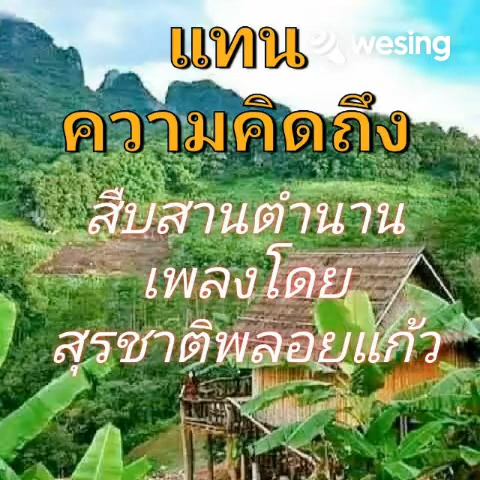 แทน
wesing
ความคิดถึง
สืบสานตำนาน
เพลงโดย
สุรชาติพลอยแก้ว